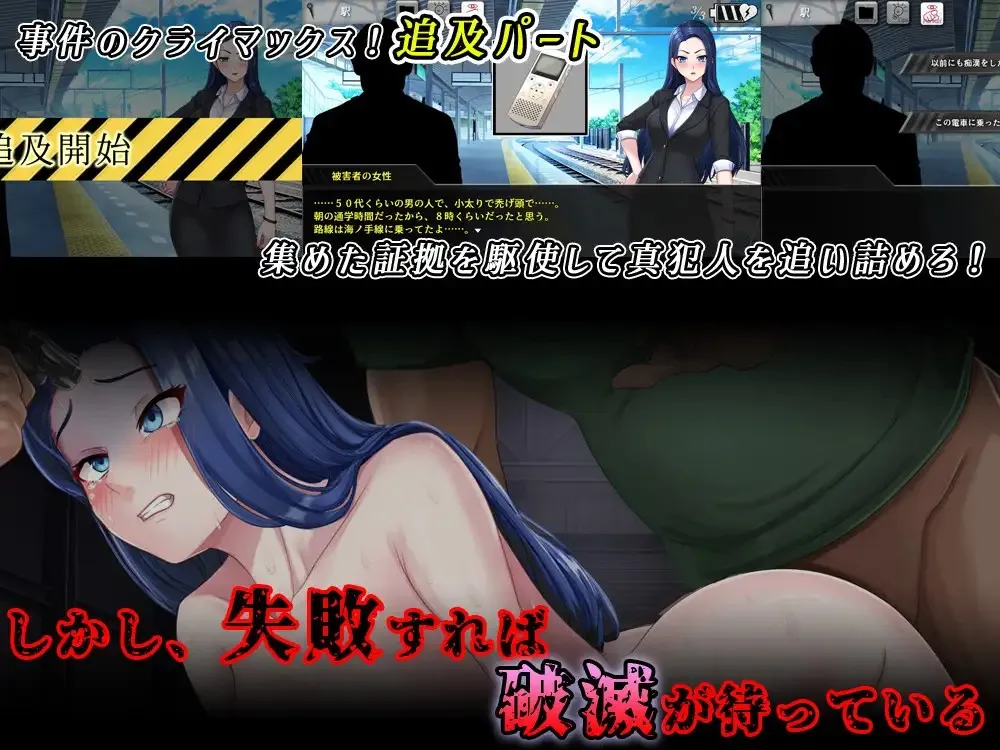 事件のクライマックス！追及パート
駅
3/3
駅
以前にも痴漢をした
この電車に乗った
追及開始
被害者の女性
……５０代くらいの男の人で、小太りで禿げ頭で……。
朝の通学時間だったから、８時くらいだったと思う。
路線は海ノ手線に乗ってたよ……。
集めた証拠を駆使して真犯人を追い詰めろ！
しかし、失敗すれば
破滅が待っている